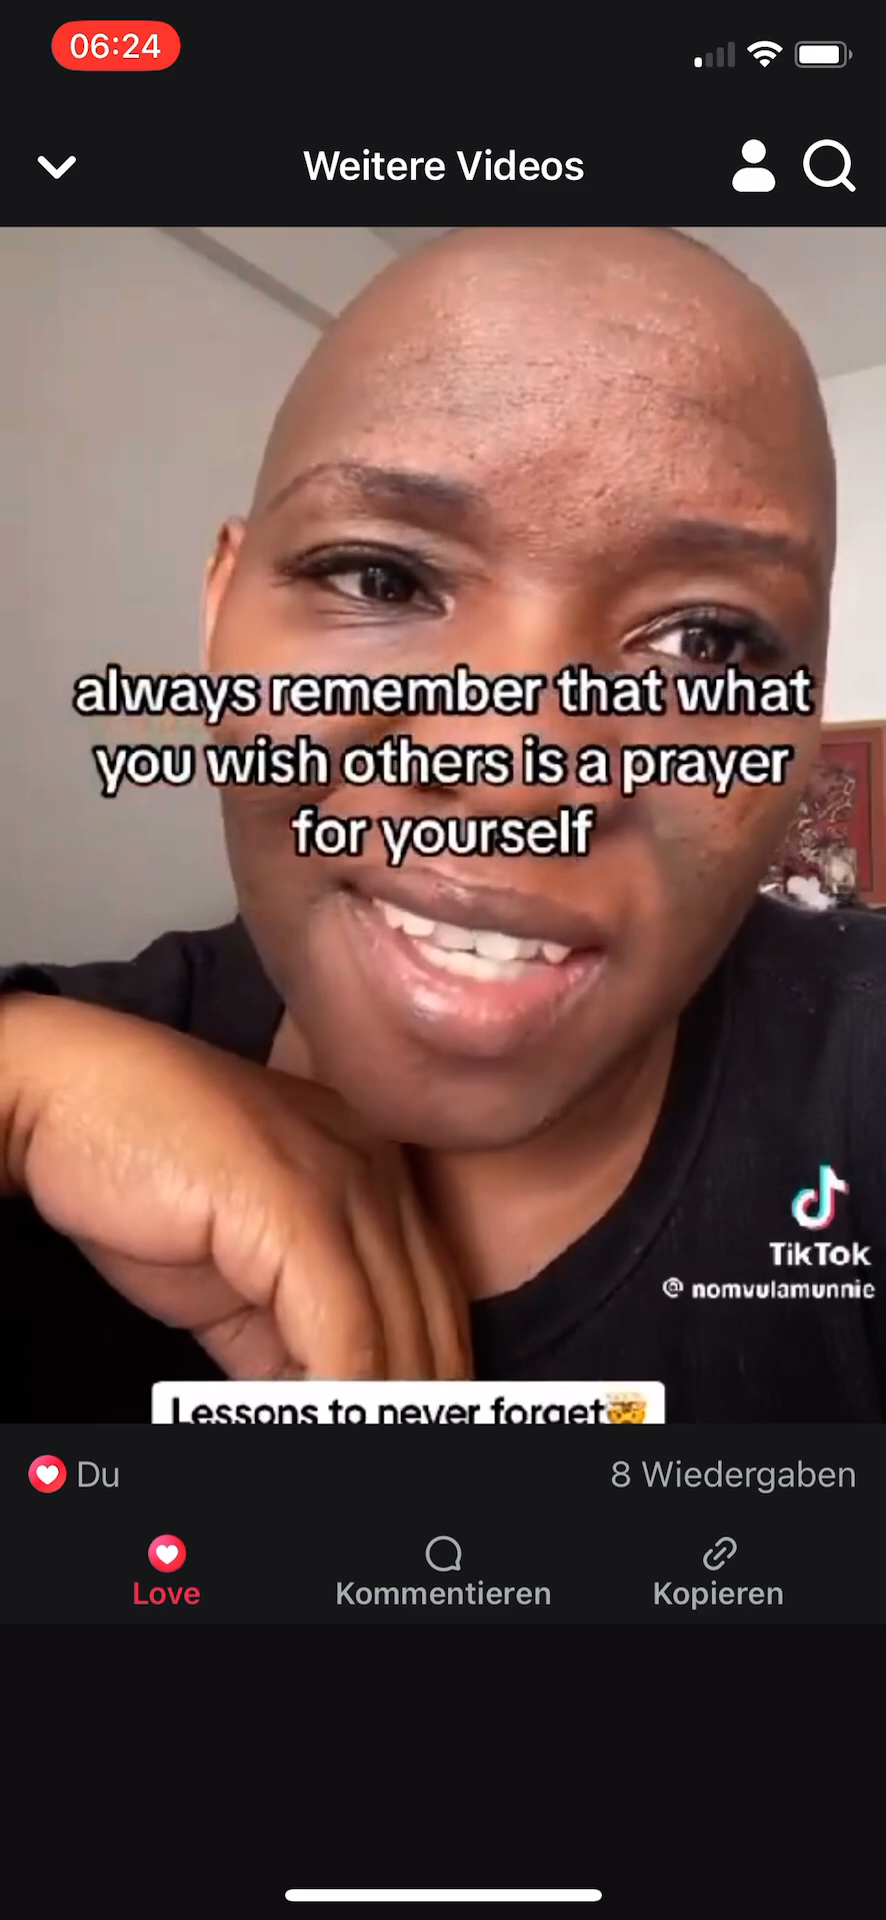 06:24
Weitere Videos
always remember that what
you wish others is a prayer
for yourself
TikTok
@ nomvulamunnic
Lessons to never forget🤯
Du
8 Wiedergaben
Love
Kommentieren
Kopieren